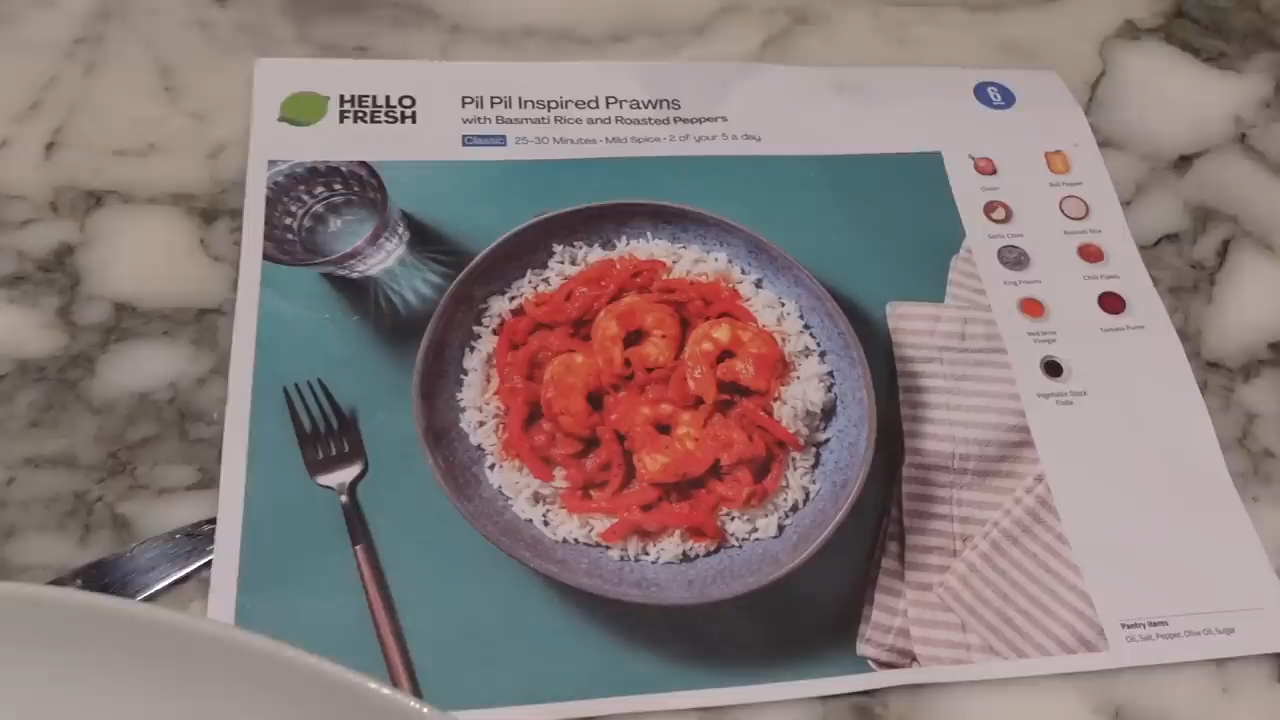 HELLO
FRESH
Pil Pil Inspired Prawns
with Basmati Rice and Roasted Peppers
Classic 25-30 Minutes • Mild Spice • 2 of your 5 a day
6
Onion
Bell Pepper
Garlic Clove
Basmati Rice
King Prawns
Chilli Flakes
Red Wine
Vinegar
Tomato Puree
Vegetable Stock
Paste
Pantry Items
Oil, Salt, Pepper, Olive Oil, Sugar